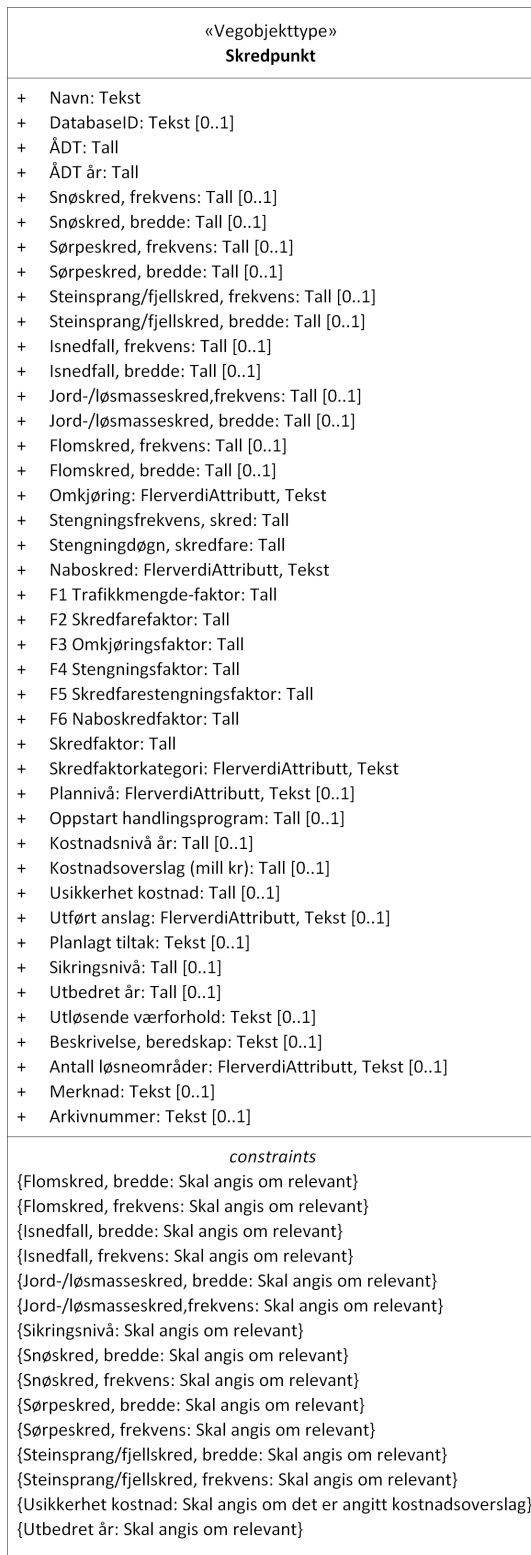 «Vegobjekttype»
Skredpunkt
+ Navn: Tekst
+ DatabaseID: Tekst [0..1]
+ ÅDT: Tall
+ ÅDT år: Tall
+ Snøskred, frekvens: Tall [0..1]
+ Snøskred, bredde: Tall [0..1]
+ Sørpeskred, frekvens: Tall [0..1]
+ Sørpeskred, bredde: Tall [0..1]
+ Steinsprang/fjellskred, frekvens: Tall [0..1]
+ Steinsprang/fjellskred, bredde: Tall [0..1]
+ Isnedfall, frekvens: Tall [0..1]
+ Isnedfall, bredde: Tall [0..1]
+ Jord-/løsmasseskred,frekvens: Tall [0..1]
+ Jord-/løsmasseskred, bredde: Tall [0..1]
+ Flomskred, frekvens: Tall [0..1]
+ Flomskred, bredde: Tall [0..1]
+ Omkjøring: FlerverdiAttributt, Tekst
+ Stengningsfrekvens, skred: Tall
+ Stengningdøgn, skredfare: Tall
+ Naboskred: FlerverdiAttributt, Tekst
+ F1 Trafikkmengde-faktor: Tall
+ F2 Skredfarefaktor: Tall
+ F3 Omkjøringsfaktor: Tall
+ F4 Stengningsfaktor: Tall
+ F5 Skredfarestengningsfaktor: Tall
+ F6 Naboskredfaktor: Tall
+ Skredfaktor: Tall
+ Skredfaktorkategori: FlerverdiAttributt, Tekst
+ Plannivå: FlerverdiAttributt, Tekst [0..1]
+ Oppstart handlingsprogram: Tall [0..1]
+ Kostnadsnivå år: Tall [0..1]
+ Kostnadsoverslag (mill kr): Tall [0..1]
+ Usikkerhet kostnad: Tall [0..1]
+ Utført anslag: FlerverdiAttributt, Tekst [0..1]
+ Planlagt tiltak: Tekst [0..1]
+ Sikringsnivå: Tall [0..1]
+ Utbedret år: Tall [0..1]
+ Utløsende værforhold: Tekst [0..1]
+ Beskrivelse, beredskap: Tekst [0..1]
+ Antall løsneområder: FlerverdiAttributt, Tekst [0..1]
+ Merknad: Tekst [0..1]
+ Arkivnummer: Tekst [0..1]
constraints
{Flomskred, bredde: Skal angis om relevant}
{Flomskred, frekvens: Skal angis om relevant}
{Isnedfall, bredde: Skal angis om relevant}
{Isnedfall, frekvens: Skal angis om relevant}
{Jord-/løsmasseskred, bredde: Skal angis om relevant}
{Jord-/løsmasseskred,frekvens: Skal angis om relevant}
{Sikringsnivå: Skal angis om relevant}
{Snøskred, bredde: Skal angis om relevant}
{Snøskred, frekvens: Skal angis om relevant}
{Sørpeskred, bredde: Skal angis om relevant}
{Sørpeskred, frekvens: Skal angis om relevant}
{Steinsprang/fjellskred, bredde: Skal angis om relevant}
{Steinsprang/fjellskred, frekvens: Skal angis om relevant}
{Usikkerhet kostnad: Skal angis om det er angitt kostnadsoverslag}
{Utbedret år: Skal angis om relevant}